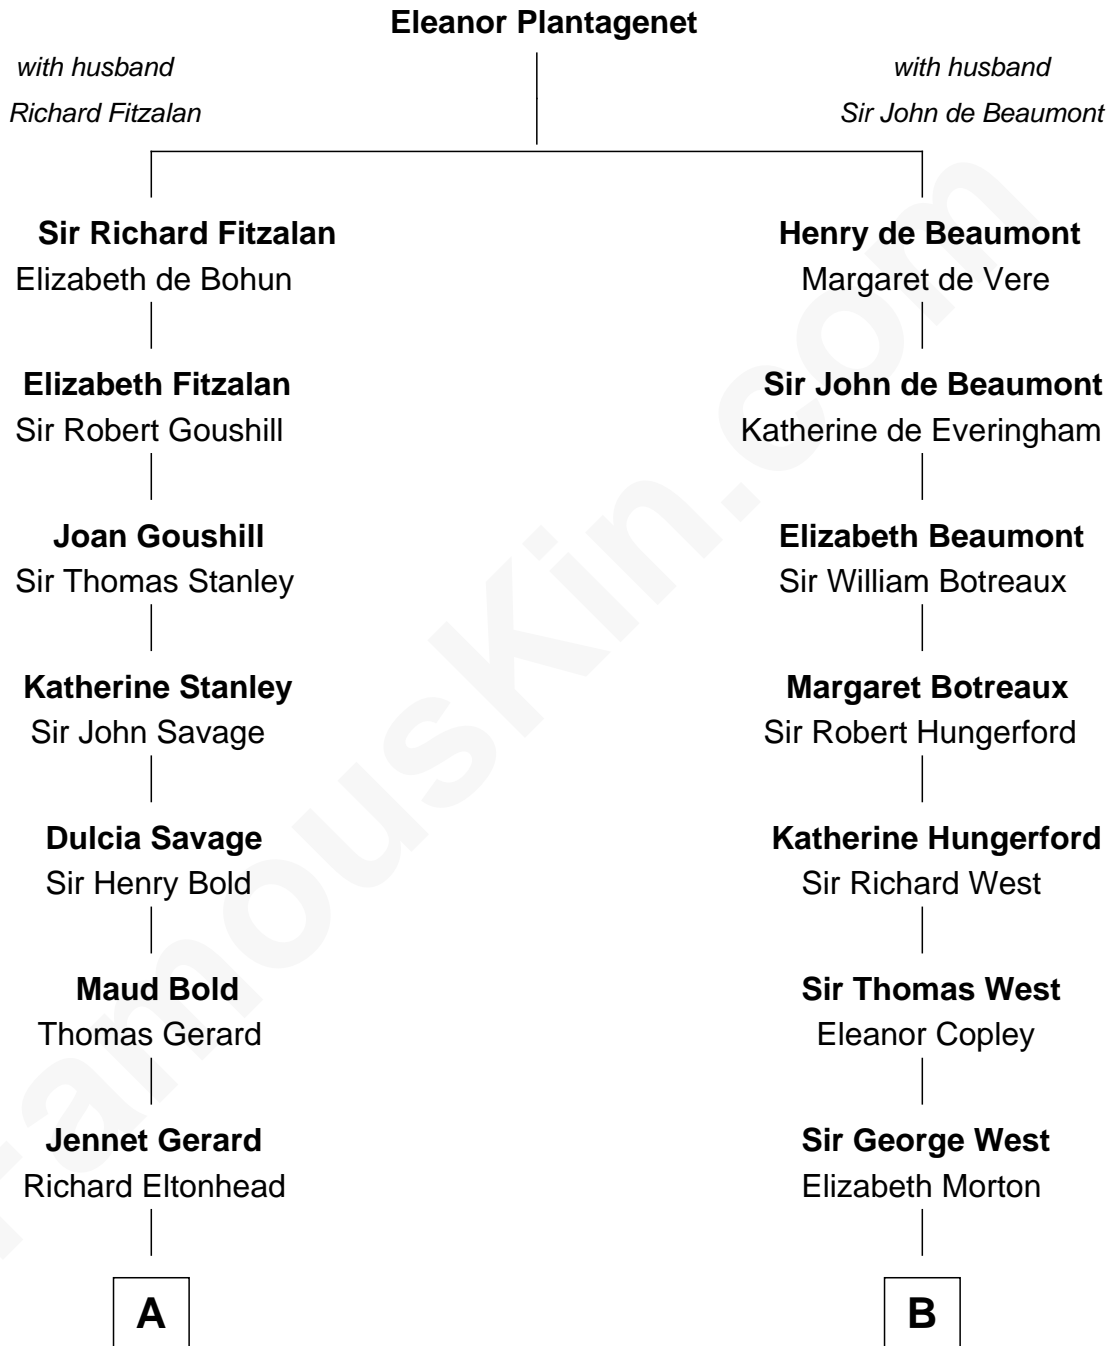 Eleanor Plantagenet
with husband
Richard Fitzalan
with husband
Sir John de Beaumont
Sir Richard Fitzalan
Elizabeth de Bohun
Henry de Beaumont
Margaret de Vere
Elizabeth Fitzalan
Sir Robert Goushill
Sir John de Beaumont
Katherine de Everingham
Joan Goushill
Sir Thomas Stanley
Elizabeth Beaumont
Sir William Botreaux
Katherine Stanley
Sir John Savage
Margaret Botreaux
Sir Robert Hungerford
Dulcia Savage
Sir Henry Bold
Katherine Hungerford
Sir Richard West
Maud Bold
Thomas Gerard
Sir Thomas West
Eleanor Copley
Jennet Gerard
Richard Eltonhead
Sir George West
Elizabeth Morton
A
B
FamousKin.com